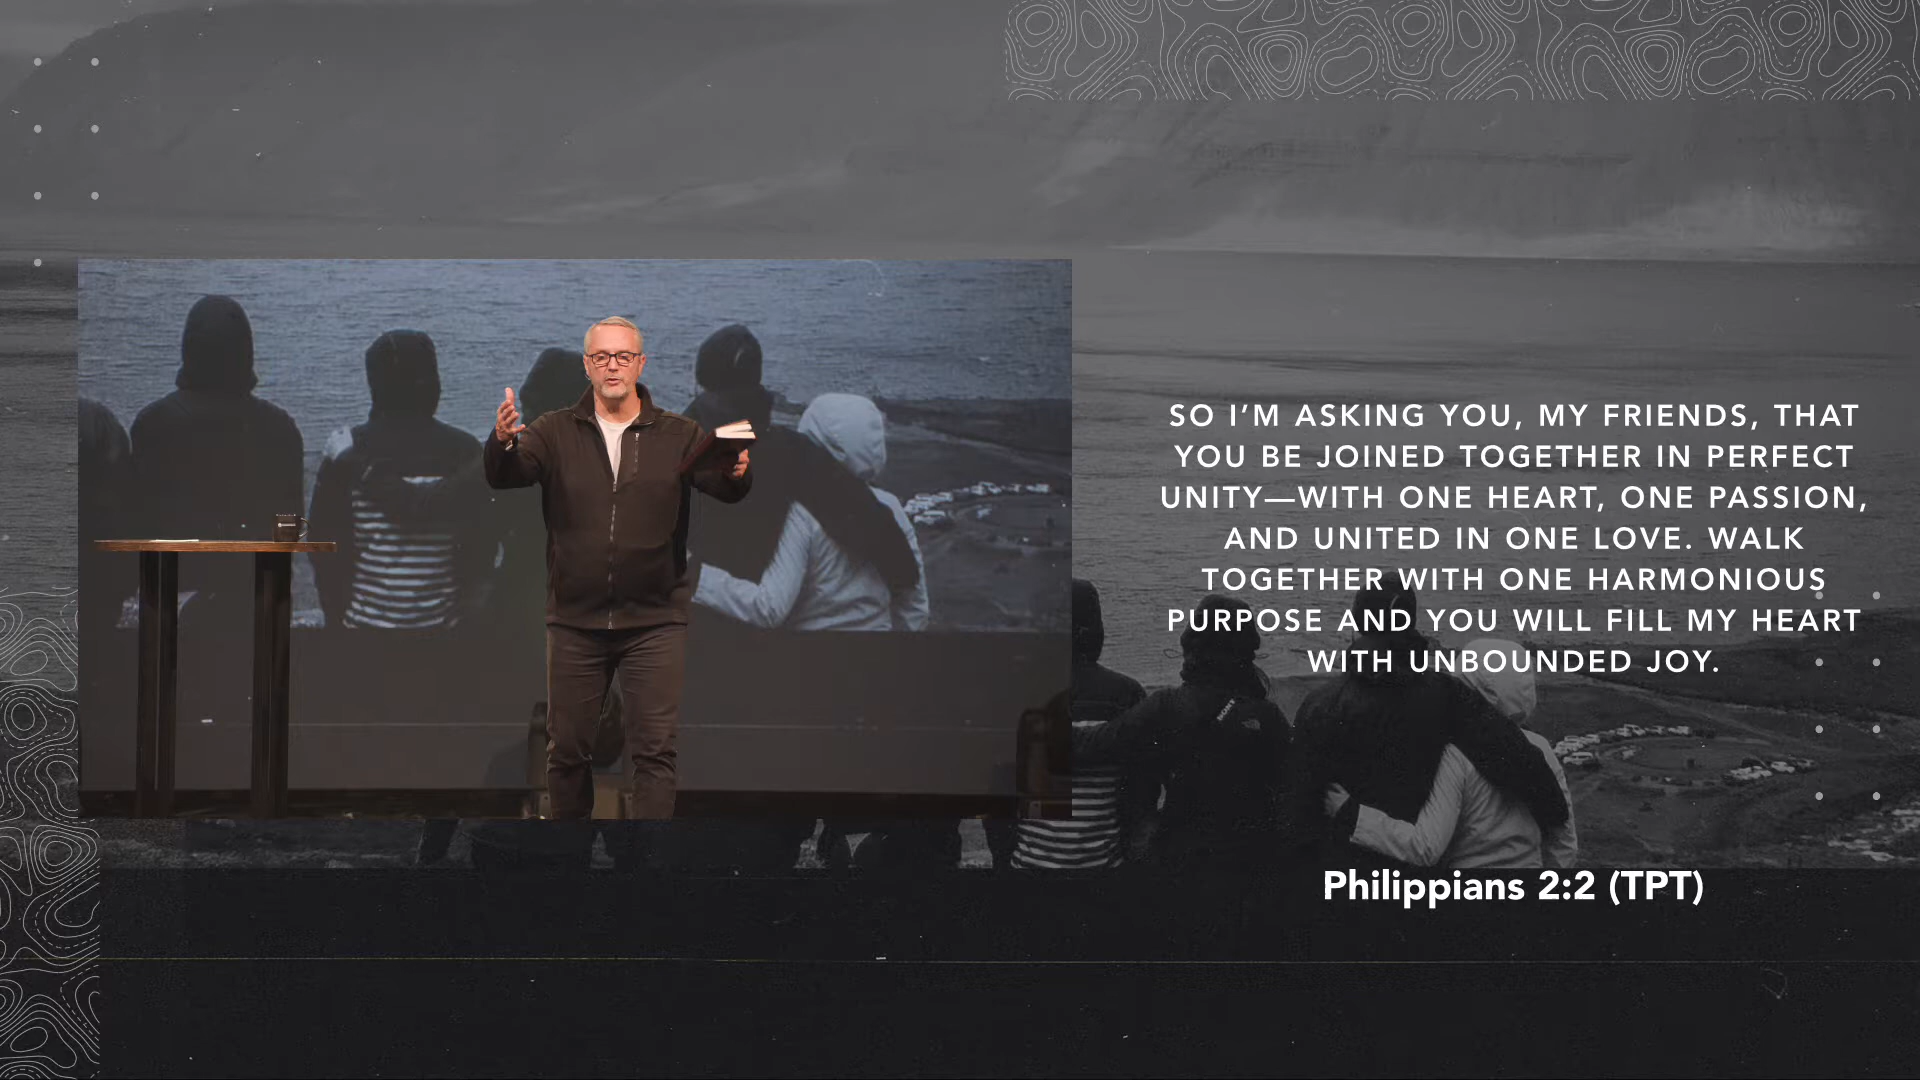 SO I’M ASKING YOU, MY FRIENDS, THAT
YOU BE JOINED TOGETHER IN PERFECT
UNITY—WITH ONE HEART, ONE PASSION,
AND UNITED IN ONE LOVE. WALK
TOGETHER WITH ONE HARMONIOUS
PURPOSE AND YOU WILL FILL MY HEART
WITH UNBOUNDED JOY.
SONY
Philippians 2:2 (TPT)